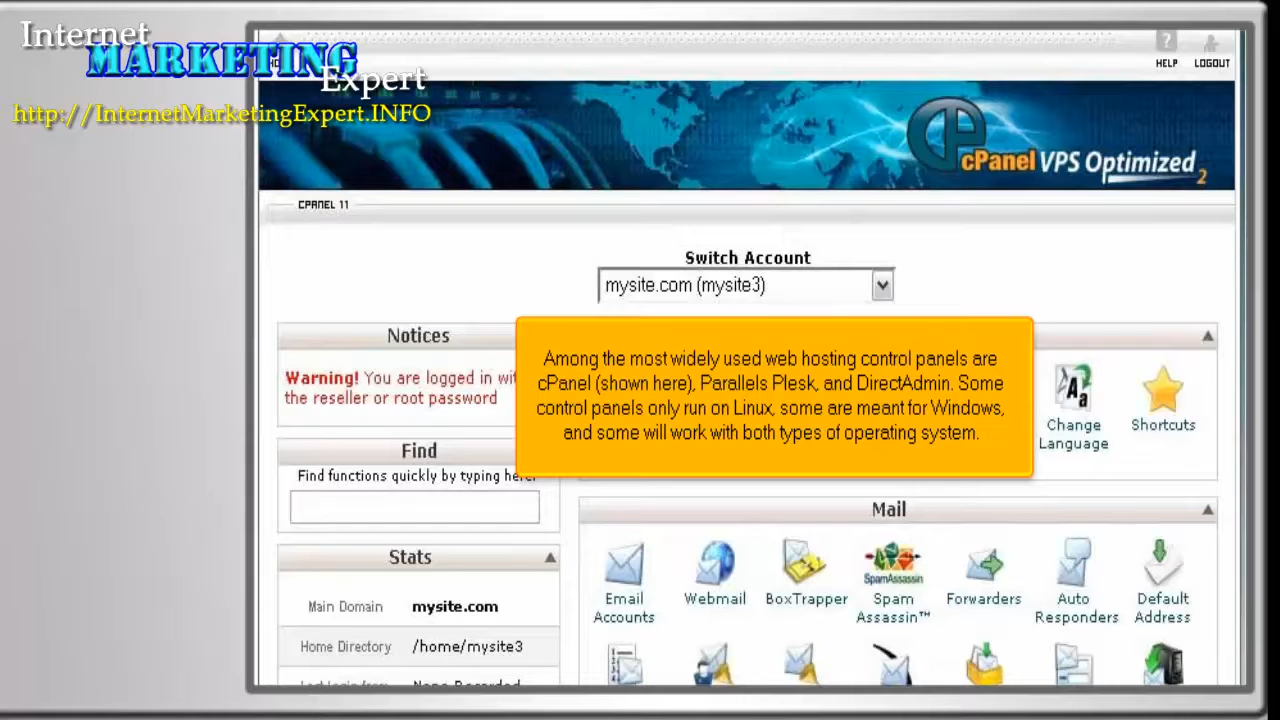 Internet
MARKETING
Expert
http://InternetMarketingExpert.INFO
HELP LOGOUT
cPanel VPS Optimized 2
CPANEL 11
Switch Account
mysite.com (mysite3)
Notices
Warning! You are logged in wit
the reseller or root password
Among the most widely used web hosting control panels are
cPanel (shown here), Parallels Plesk, and DirectAdmin. Some
control panels only run on Linux, some are meant for Windows,
and some will work with both types of operating system.
Change
Language
Shortcuts
Find
Find functions quickly by typing here.
Stats
Main Domain mysite.com
Home Directory /home/mysite3
Mail
Email
Accounts
Webmail
BoxTrapper
SpamAssassin
Spam
Assassin™
Forwarders
Auto
Responders
Default
Address